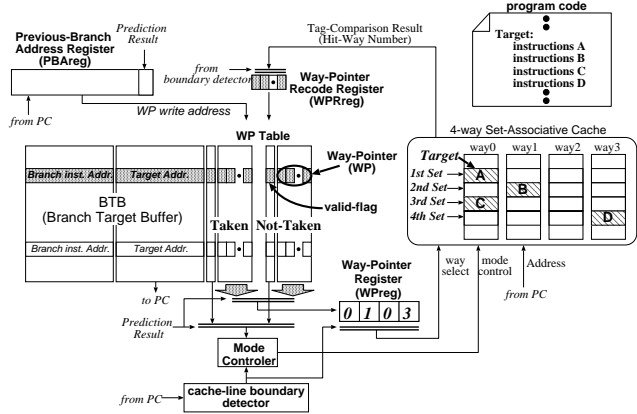 Prediction
Result
Previous-Branch
Address Register
(PBAreg)
from PC
WP write address
Tag-Comparison Result
(Hit-Way Number)
from
boundary detector
Way-Pointer
Recode Register
(WPRreg)
program code
Target:
instructions A
instructions B
instructions C
instructions D
WP Table
Branch inst. Addr.
Target Addr.
Way-Pointer
(WP)
valid-flag
BTB
(Branch Target Buffer)
Taken
Not-Taken
Branch inst. Addr.
Target Addr.
to PC
4-way Set-Associative Cache
way0 way1 way2 way3
Target
1st Set
2nd Set
3rd Set
4th Set
A
B
C
D
way
select
mode
control
Address
from PC
Way-Pointer
Register
(WPreg)
0 1 0 3
Prediction
Result
Mode
Controler
from PC
cache-line boundary
detector